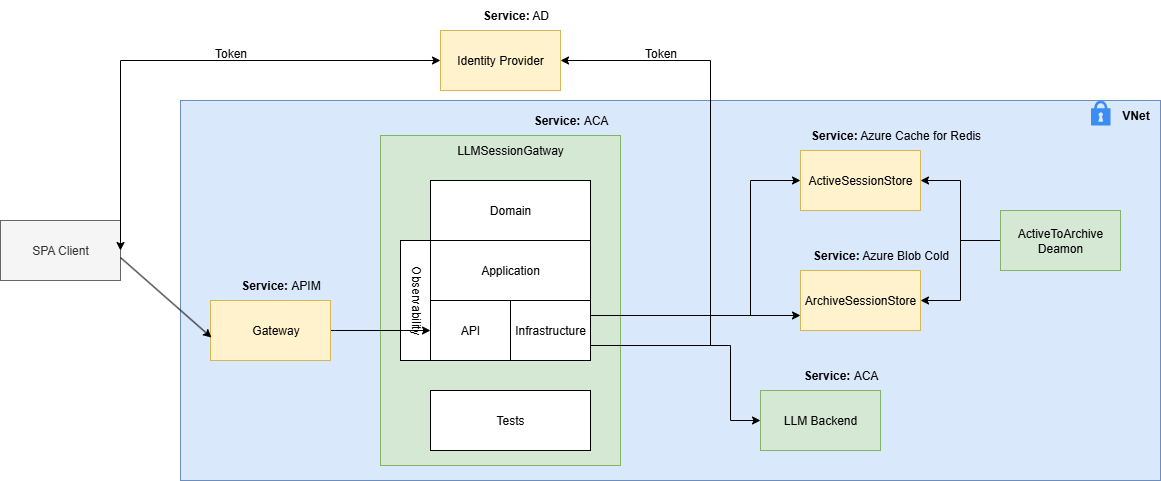 Service: AD
Identity Provider
Token
Token
VNet
Service: ACA
LLMSessionGatway
Service: Azure Cache for Redis
ActiveSessionStore
Domain
SPA Client
Application
Observability
ActiveToArchive
Deamon
Service: Azure Blob Cold
ArchiveSessionStore
Service: APIM
Gateway
API
Infrastructure
Service: ACA
LLM Backend
Tests